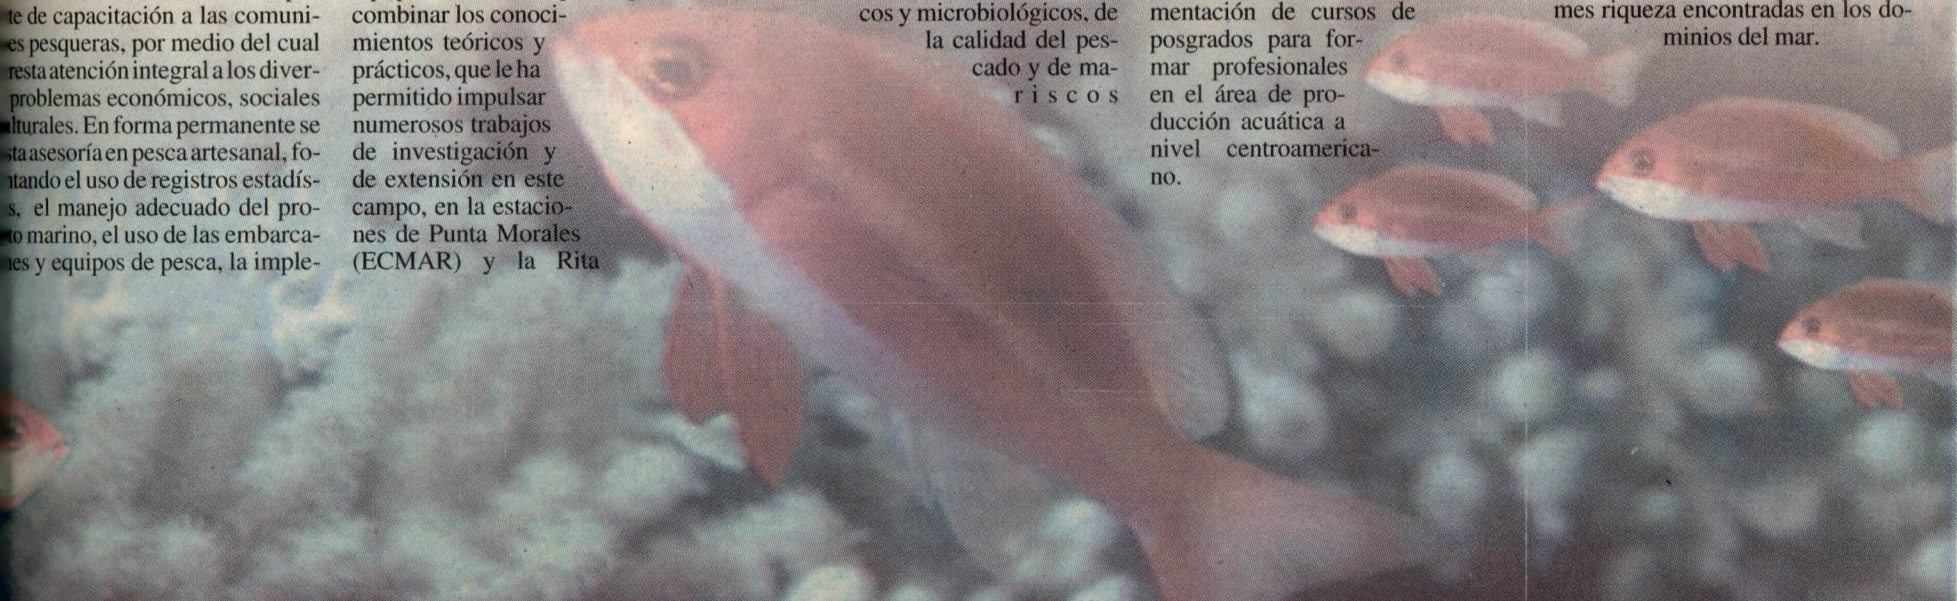 te de capacitación a las comuni-
es pesqueras, por medio del cual
resta atención integral a los diver-
problemas económicos, sociales
lturales. En forma permanente se
sta asesoría en pesca artesanal, fo-
ntando el uso de registros estadís-
s, el manejo adecuado del pro-
to marino, el uso de las embarca-
nes y equipos de pesca, la imple-
combinar los conoci-
mientos teóricos y
prácticos, que le ha
permitido impulsar
numerosos trabajos
de investigación y
de extensión en este
campo, en la estacio-
nes de Punta Morales
(ECMAR) y la Rita
cos y microbiológicos, de
la calidad del pes-
cado y de ma-
riscos
mentación de cursos de
posgrados para for-
mar profesionales
en el área de pro-
ducción acuática a
nivel centroamerica-
no.
mes riqueza encontradas en los do-
minios del mar.